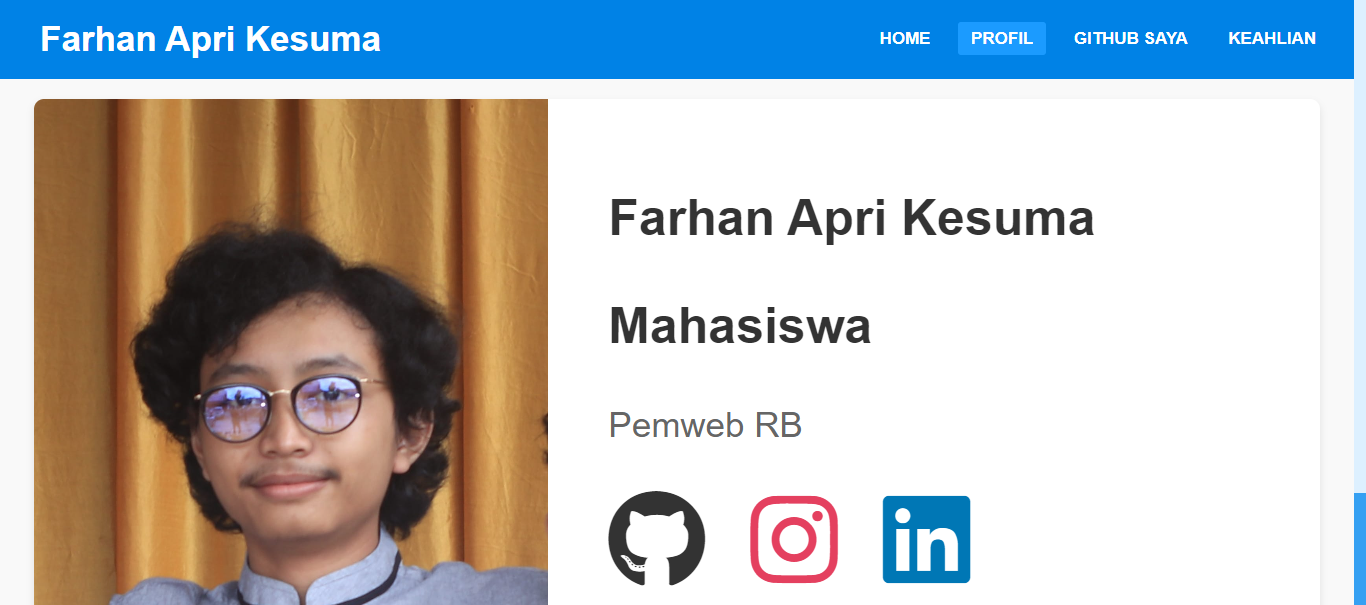 Farhan Apri Kesuma
HOME PROFIL GITHUB SAYA KEAHLIAN
Farhan Apri Kesuma
Mahasiswa
Pemweb RB
in